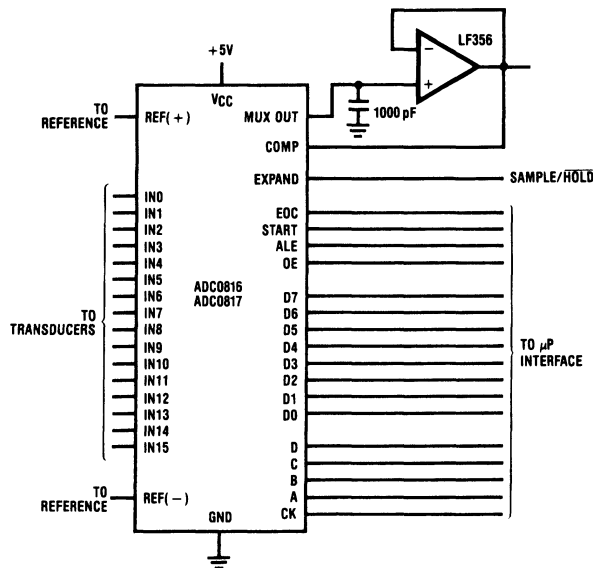 LF356
−
+
+5V
VCC
TO
REFERENCE
REF(+)
MUX OUT
1000 pF
COMP
EXPAND
SAMPLE/HOLD
IN0
IN1
IN2
IN3
IN4
IN5
IN6
IN7
IN8
IN9
IN10
IN11
IN12
IN13
IN14
IN15
TO
TRANSDUCERS
ADC0816
ADC0817
EOC
START
ALE
OE
D7
D6
D5
D4
D3
D2
D1
D0
D
C
B
A
CK
TO µP
INTERFACE
TO
REFERENCE
REF(−)
GND